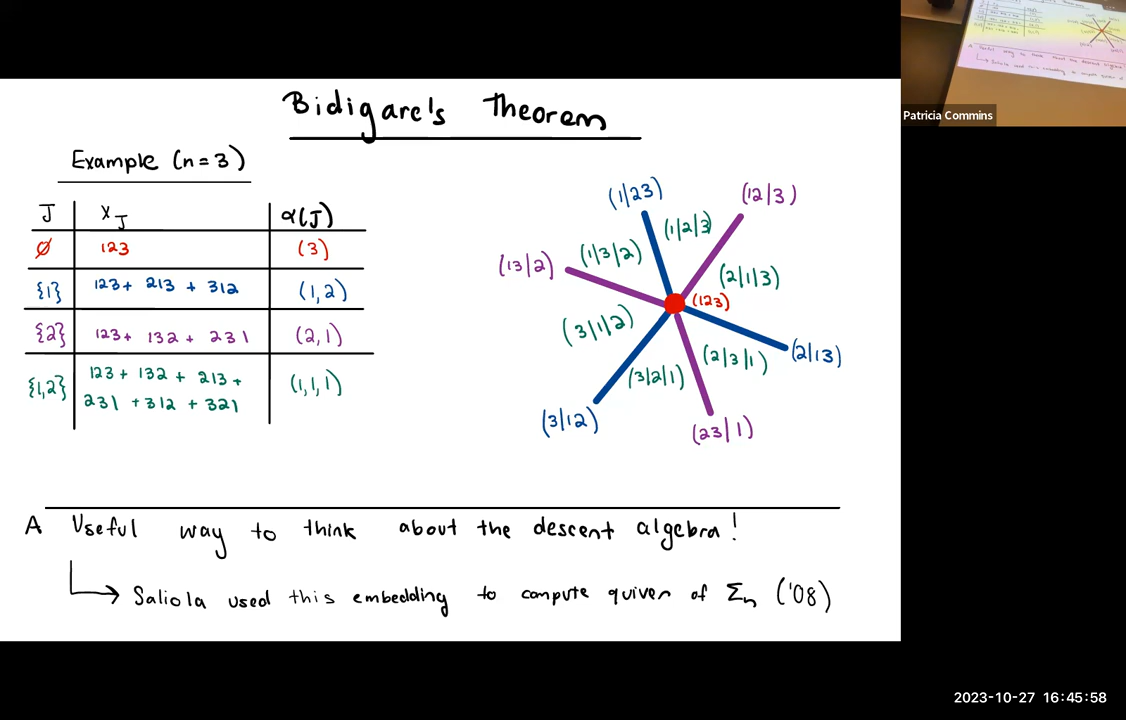 Bidigare's Theorem
Example (n=3)
J X_J α(J)
∅ 123 (3)
{1} 123+ 213 + 312 (1,2)
{2} 123+ 132 + 231 (2,1)
{1,2} 123 + 132 + 213 + (1,1,1)
231 + 312 + 321
(1/23)
(12/3)
(1/2/3)
(1/3/2)
(13/2)
(2/1/3)
(123)
(3/1/2)
(2/13)
(2/3/1)
(3/2/1)
(3/12)
(23/1)
A Useful way to think about the descent algebra!
↳ Saliola used this embedding to compute quiver of Σn ('08)
Patricia Commins
2023-10-27 16:45:58